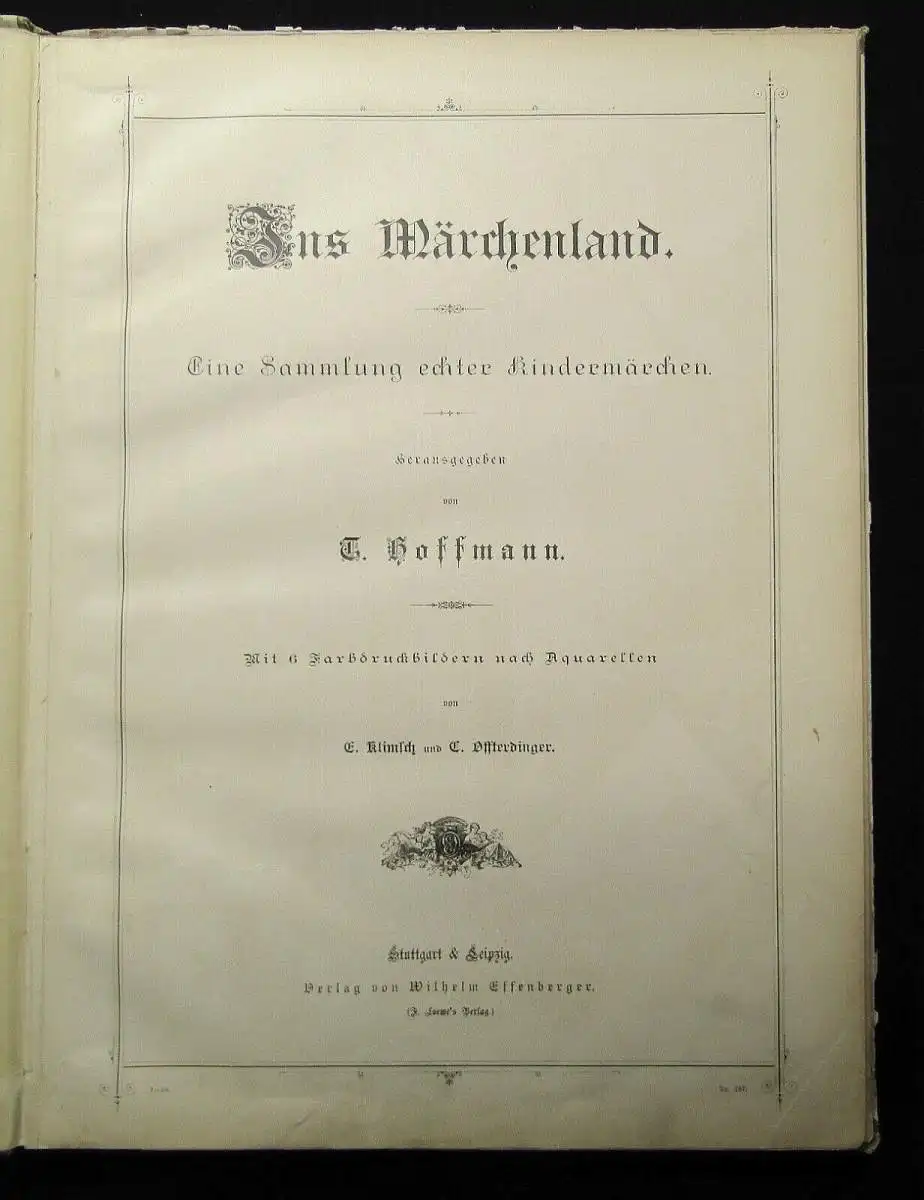 Ins Märchenland.
Eine Sammlung echter Kindermärchen.
Herausgegeben
von
T. Hoffmann.
Mit 6 Farbdruckbildern nach Aquarellen
von
E. Klimsch und C. Offterdinger.
Stuttgart & Leipzig.
Verlag von Wilhelm Effenberger.
(F. Loewe's Verlag.)